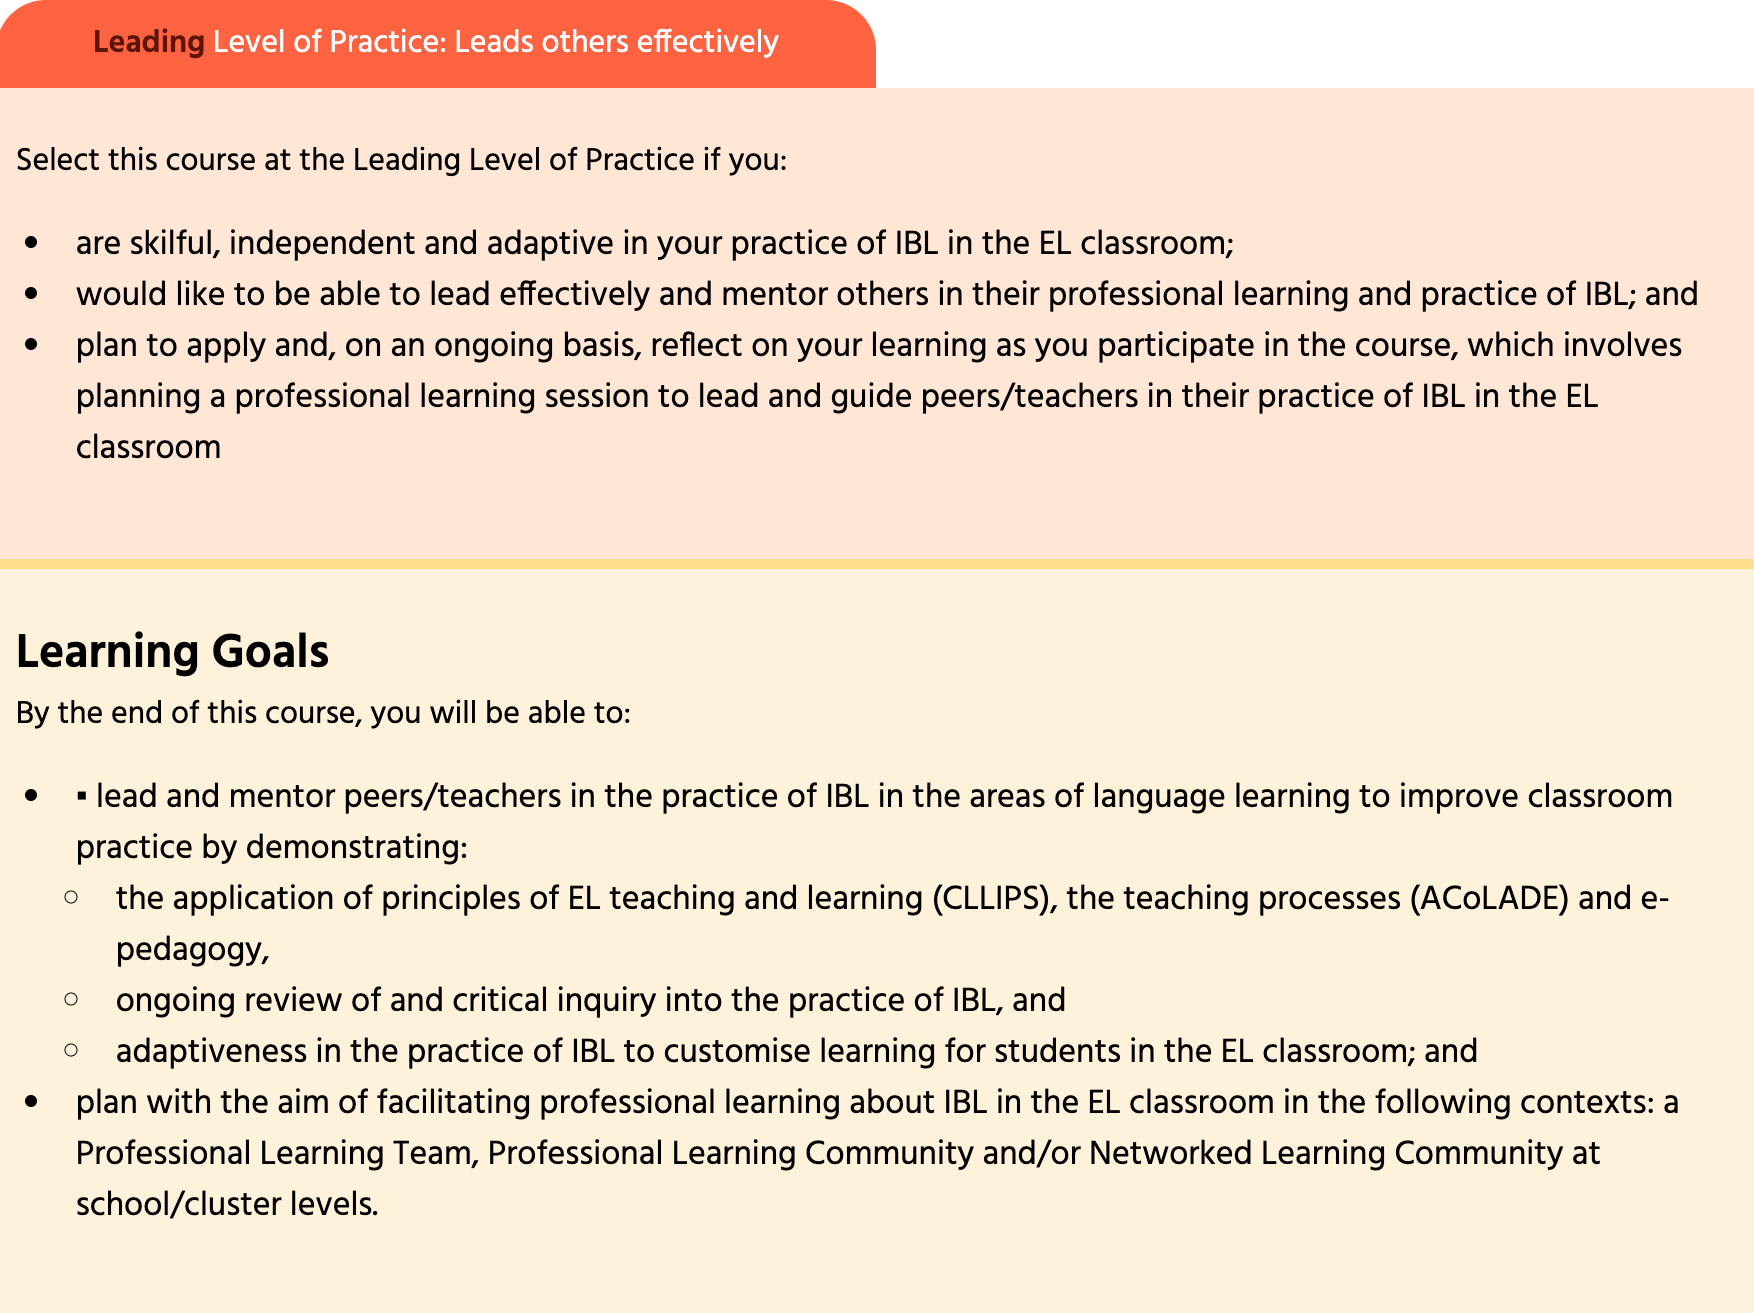 Leading Level of Practice: Leads others effectively
Select this course at the Leading Level of Practice if you:
• are skilful, independent and adaptive in your practice of IBL in the EL classroom;
• would like to be able to lead effectively and mentor others in their professional learning and practice of IBL; and
• plan to apply and, on an ongoing basis, reflect on your learning as you participate in the course, which involves
planning a professional learning session to lead and guide peers/teachers in their practice of IBL in the EL
classroom
Learning Goals
By the end of this course, you will be able to:
• ▪ lead and mentor peers/teachers in the practice of IBL in the areas of language learning to improve classroom
practice by demonstrating:
○ the application of principles of EL teaching and learning (CLLIPS), the teaching processes (ACoLADE) and e-
pedagogy,
○ ongoing review of and critical inquiry into the practice of IBL, and
○ adaptiveness in the practice of IBL to customise learning for students in the EL classroom; and
• plan with the aim of facilitating professional learning about IBL in the EL classroom in the following contexts: a
Professional Learning Team, Professional Learning Community and/or Networked Learning Community at
school/cluster levels.